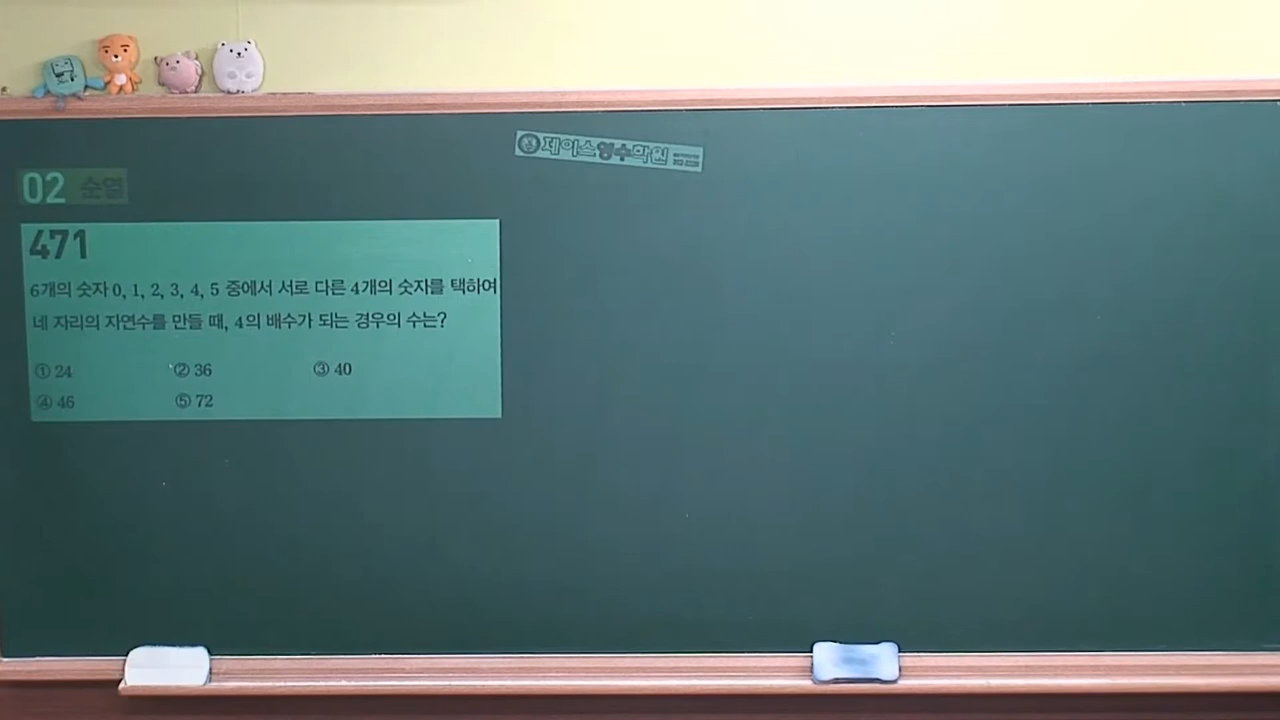 제이스영수학원
02 순열
471
6개의 숫자 0, 1, 2, 3, 4, 5 중에서 서로 다른 4개의 숫자를 택하여
네 자리의 자연수를 만들 때, 4의 배수가 되는 경우의 수는?
① 24 ② 36 ③ 40
④ 46 ⑤ 72